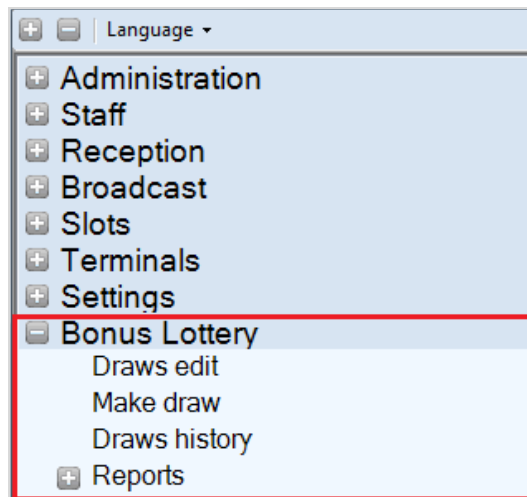 Language
Administration
Staff
Reception
Broadcast
Slots
Terminals
Settings
Bonus Lottery
Draws edit
Make draw
Draws history
Reports